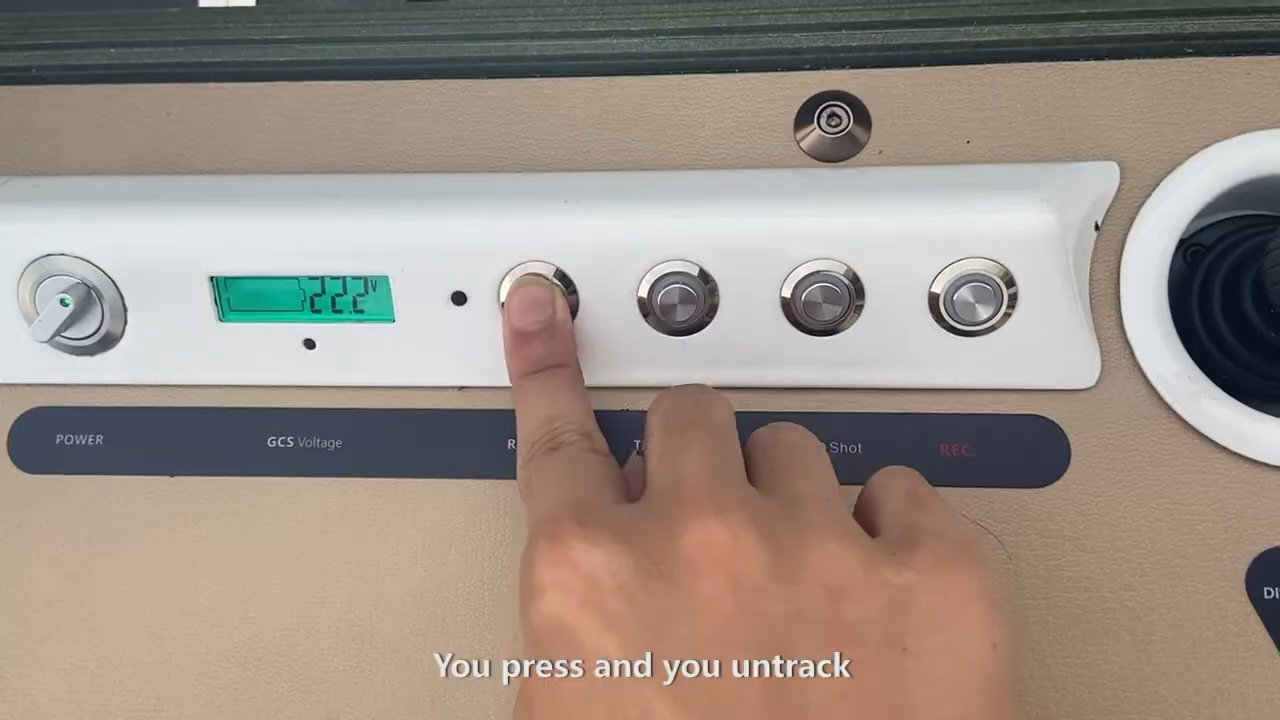 22.2V
POWER
GCS Voltage
Shot
REC.
You press and you untrack